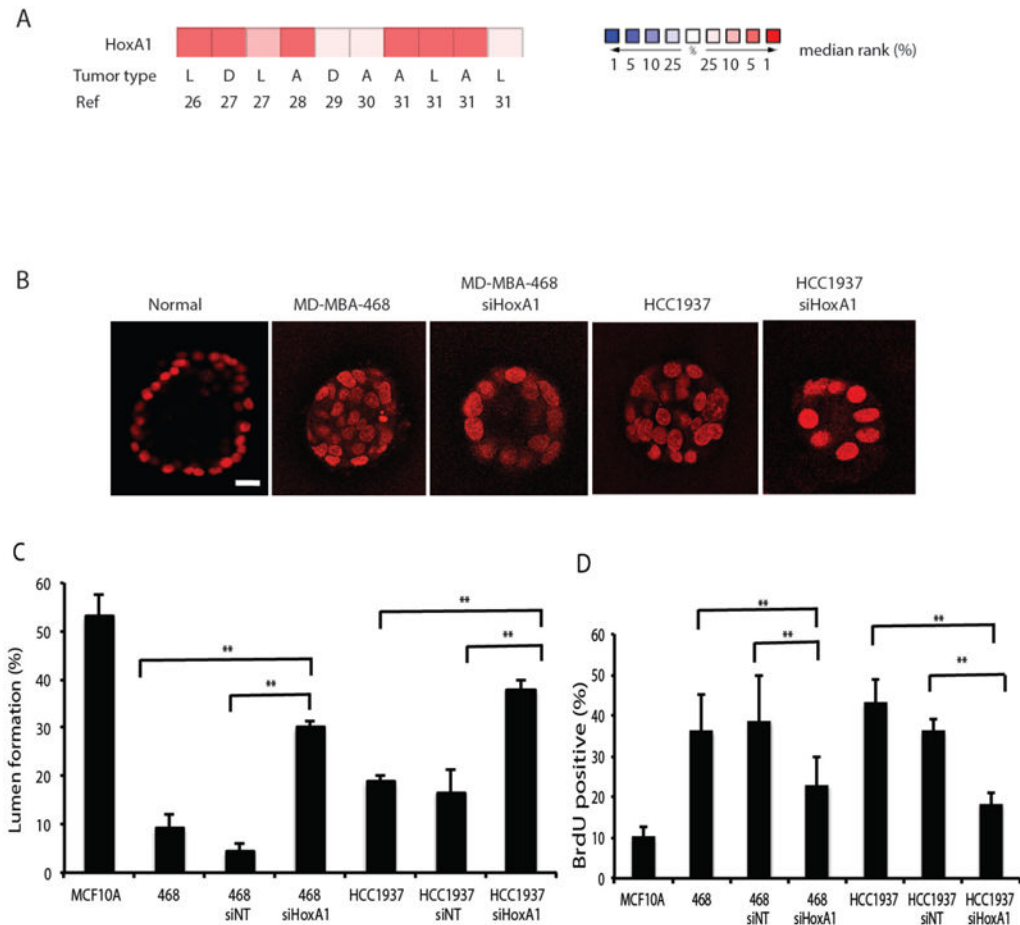 A
HoxA1
Tumor type L D L A D A A L A L
Ref 26 27 27 28 29 30 31 31 31 31
%
1 5 10 25 25 10 5 1
median rank (%)
B
Normal
MD-MBA-468
MD-MBA-468
siHoxA1
HCC1937
HCC1937
siHoxA1
C
Lumen formation (%)
60
50
40
30
20
10
0
**
**
**
**
MCF10A
468
468
siNT
468
siHoxA1
HCC1937
HCC1937
siNT
HCC1937
siHoxA1
D
BrdU positive (%)
60
50
40
30
20
10
0
**
**
**
**
MCF10A
468
468
siNT
468
siHoxA1
HCC1937
HCC1937
siNT
HCC1937
siHoxA1